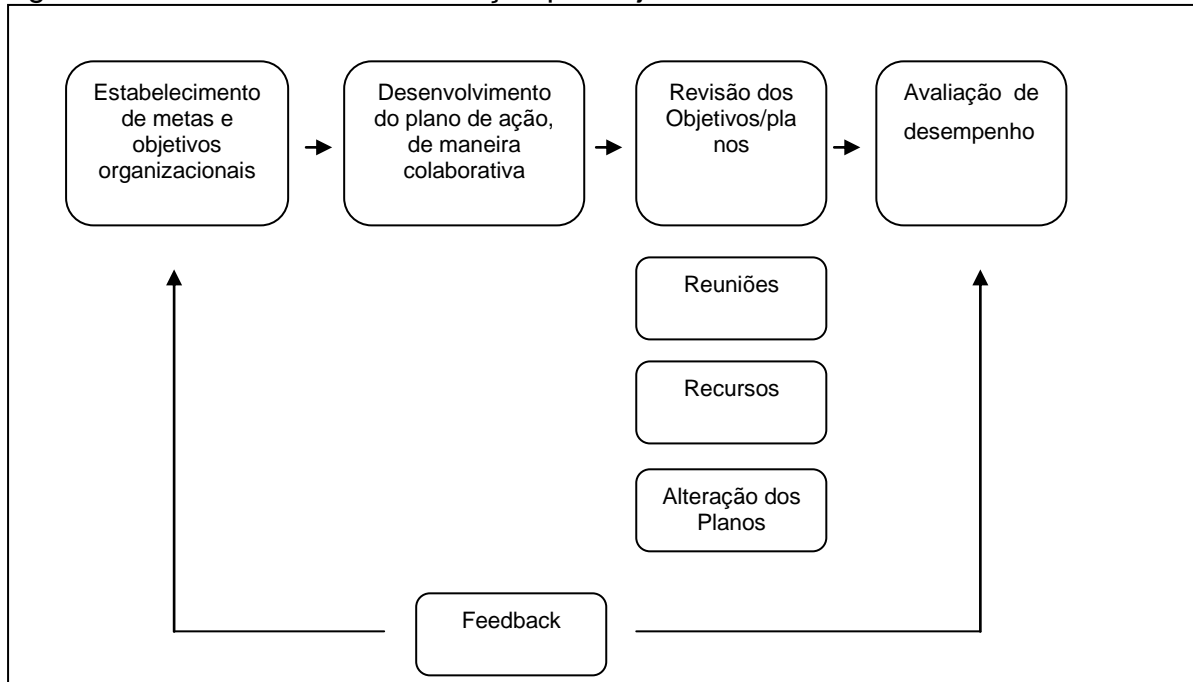 Estabelecimento
de metas e
objetivos
organizacionais
Desenvolvimento
do plano de ação,
de maneira
colaborativa
Revisão dos
Objetivos/pla
nos
Avaliação de
desempenho
Reuniões
Recursos
Alteração dos
Planos
Feedback